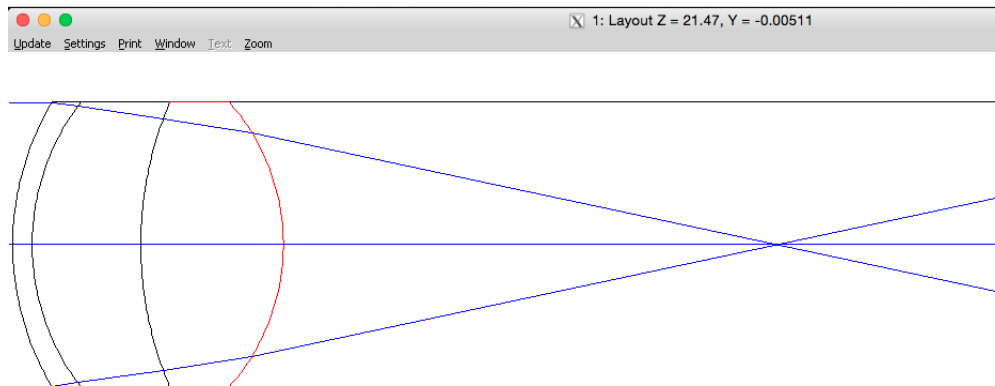 X 1: Layout Z = 21.47, Y = -0.00511
Update Settings Print Window Text Zoom